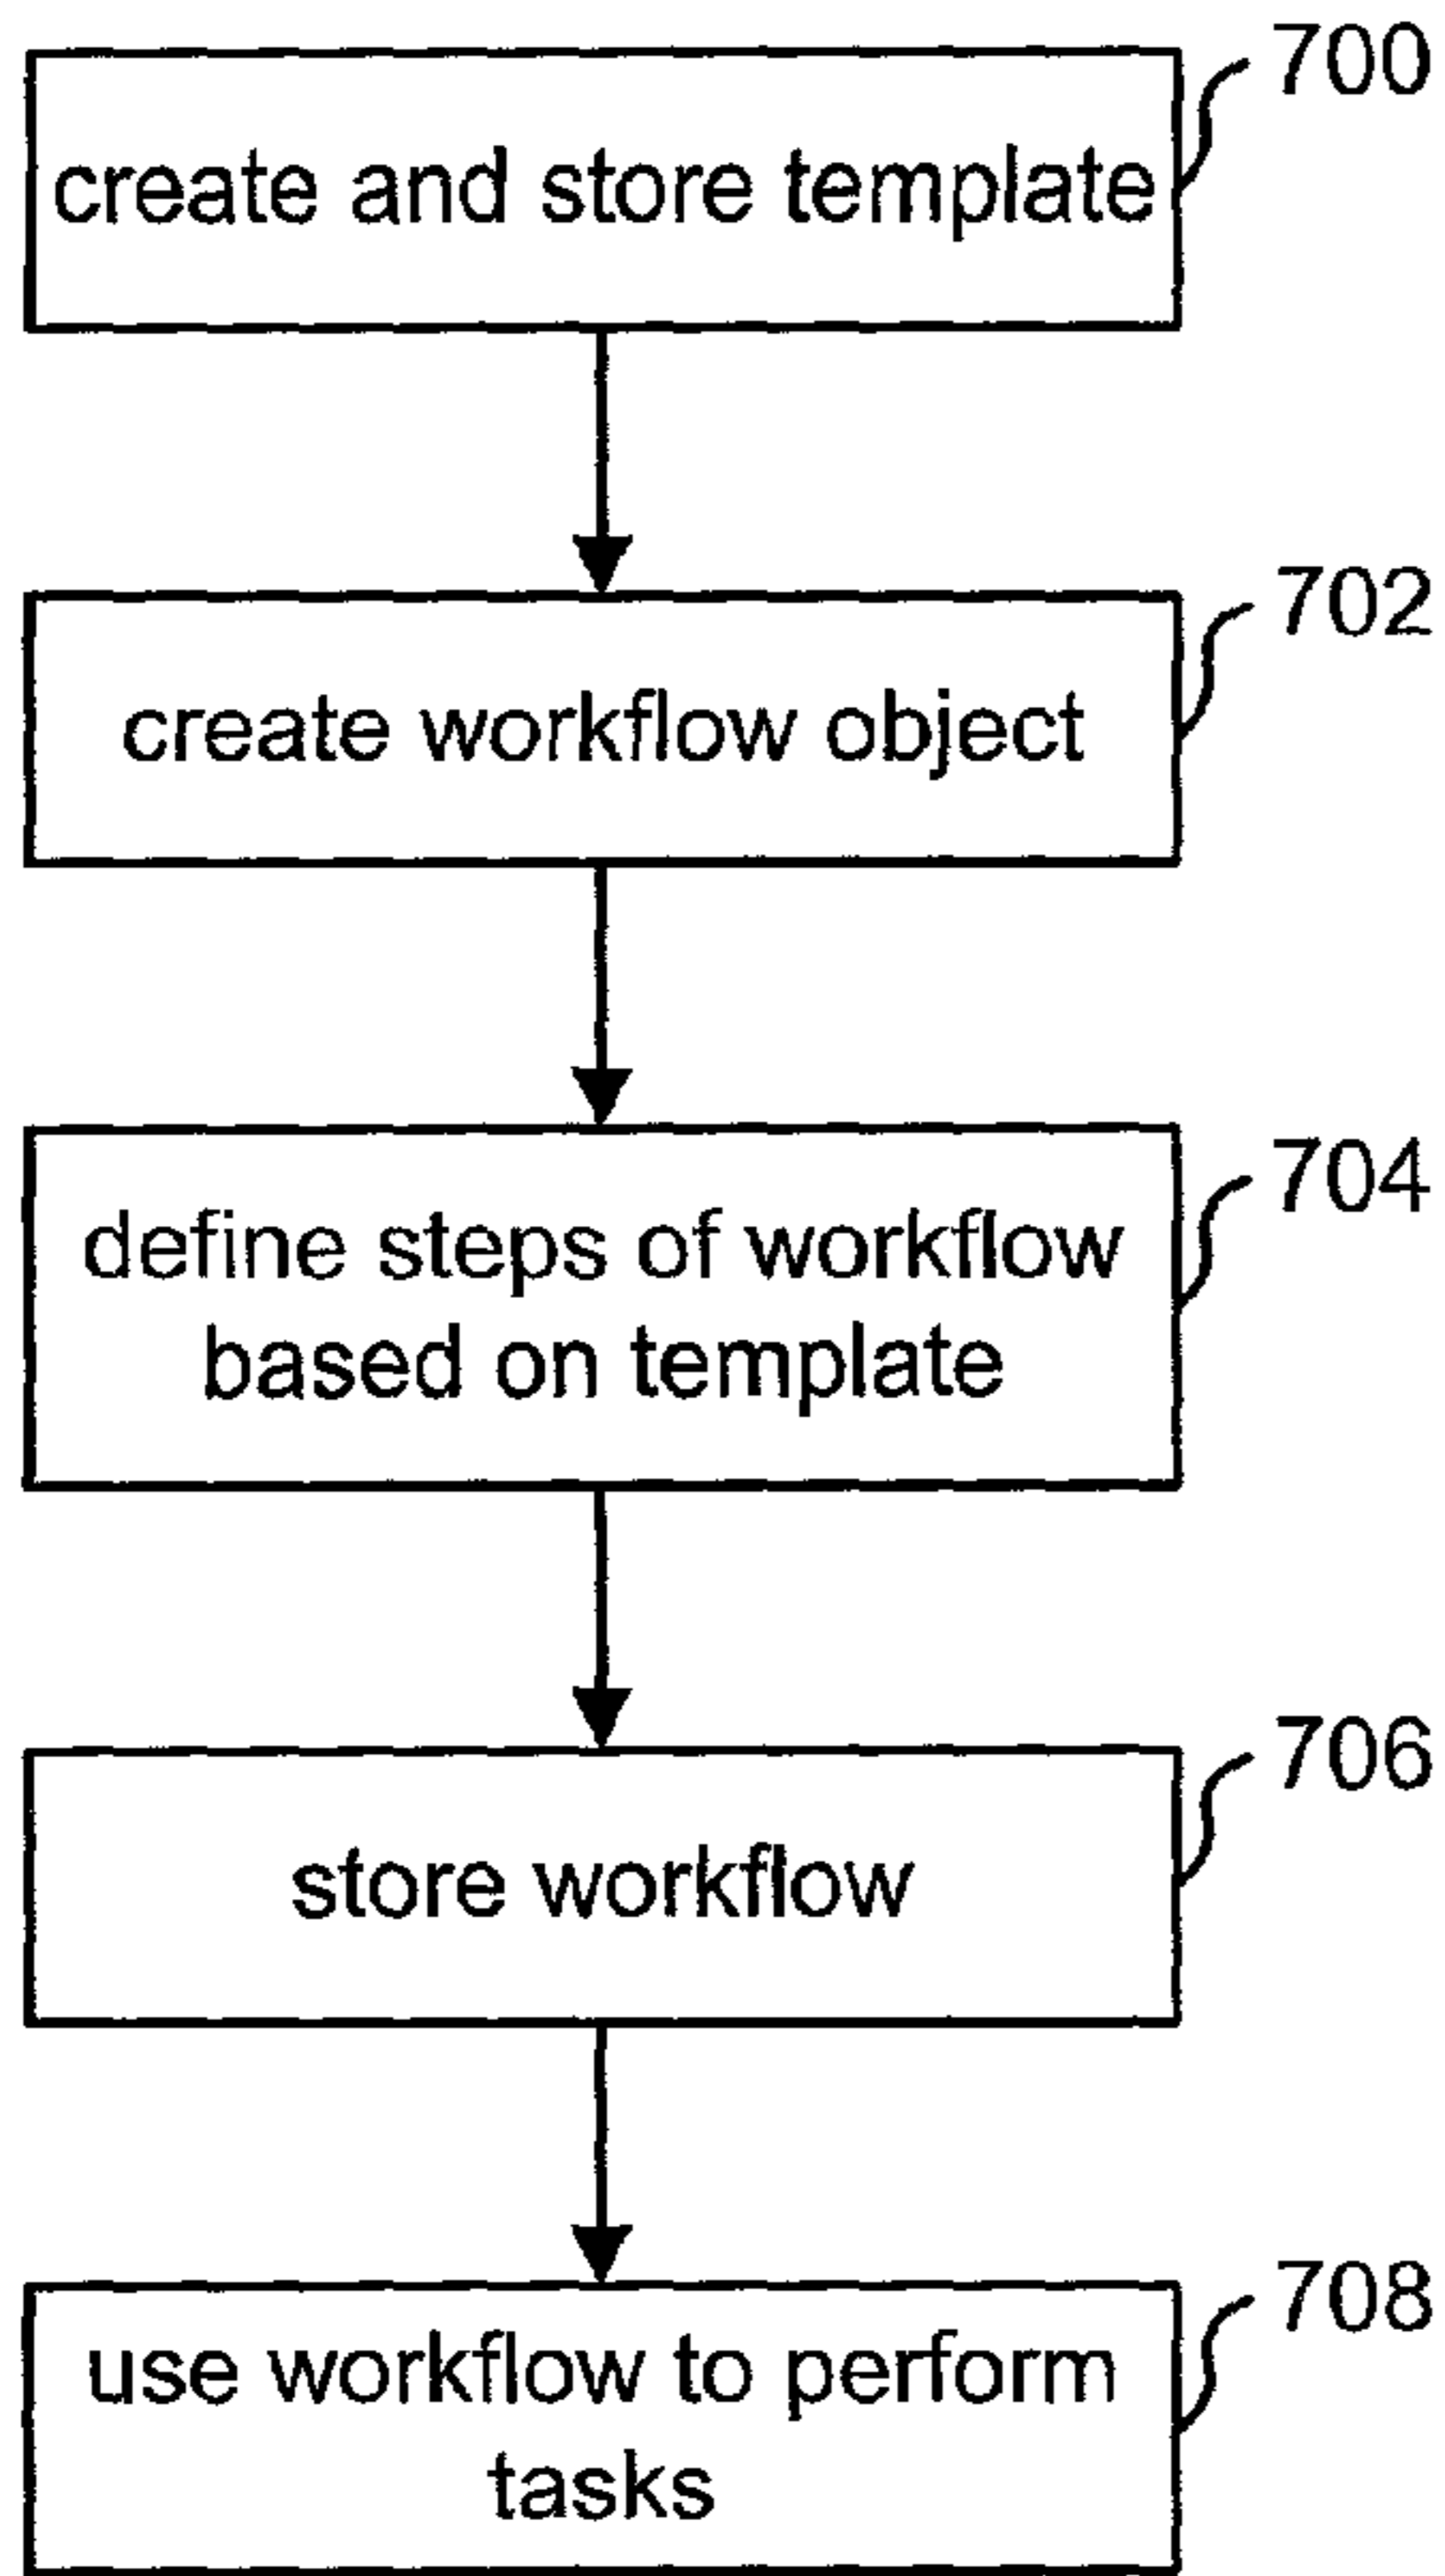 700
create and store template
702
create workflow object
704
define steps of workflow
based on template
706
store workflow
708
use workflow to perform
tasks